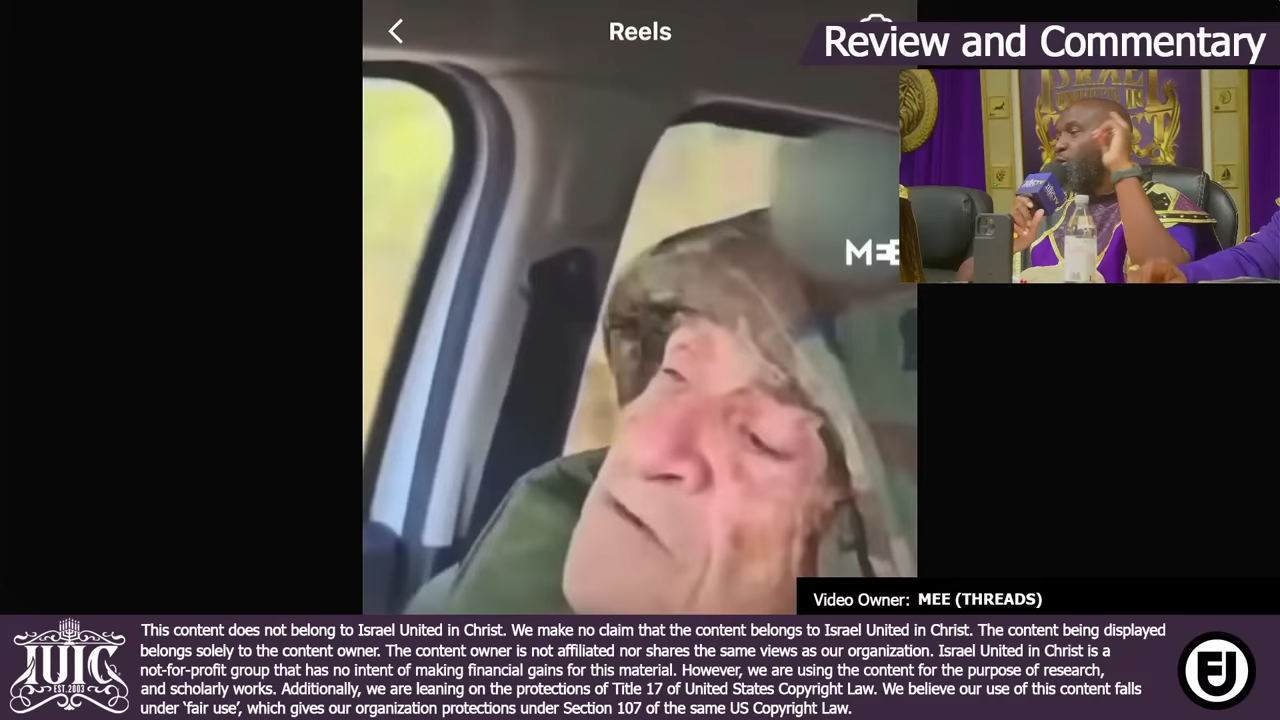 Reels
Review and Commentary
ISRAEL
UNITED IN
CHRIST
MEE
Video Owner: MEE (THREADS)
This content does not belong to Israel United in Christ. We make no claim that the content belongs to Israel United in Christ. The content being displayed
belongs solely to the content owner. The content owner is not affiliated nor shares the same views as our organization. Israel United in Christ is a
not-for-profit group that has no intent of making financial gains for this material. However, we are using the content for the purpose of research,
and scholarly works. Additionally, we are leaning on the protections of Title 17 of United States Copyright Law. We believe our use of this content falls
under 'fair use', which gives our organization protections under Section 107 of the same US Copyright Law.
IUIC
EST. 2003